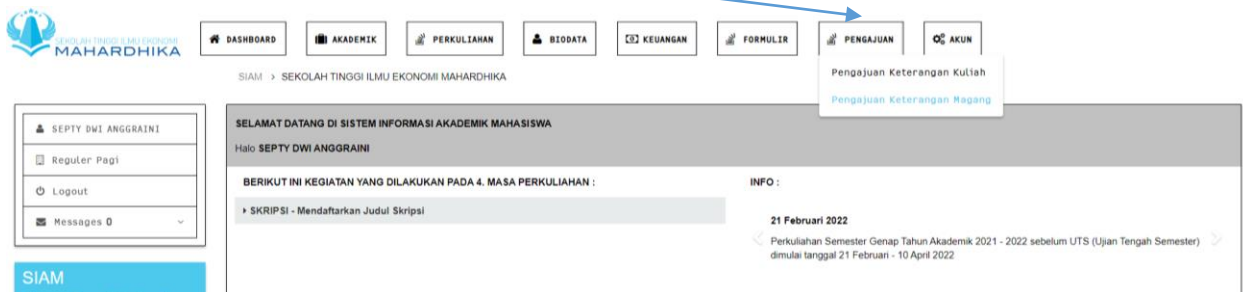 SEKOLAH TINGGI ILMU EKONOMI
MAHARDHIKA
DASHBOARD AKADEMIK PERKULIAHAN BIODATA KEUANGAN FORMULIR PENGAJUAN AKUN
Pengajuan Keterangan Kuliah
Pengajuan Keterangan Magang
SIAM > SEKOLAH TINGGI ILMU EKONOMI MAHARDHIKA
SEPTY DWI ANGGRAINI
Reguler Pagi
Logout
Messages 0
SIAM
SELAMAT DATANG DI SISTEM INFORMASI AKADEMIK MAHASISWA
Halo SEPTY DWI ANGGRAINI
BERIKUT INI KEGIATAN YANG DILAKUKAN PADA 4. MASA PERKULIAHAN :
SKRIPSI - Mendaftarkan Judul Skripsi
INFO :
21 Februari 2022
Perkuliahan Semester Genap Tahun Akademik 2021 - 2022 sebelum UTS (Ujian Tengah Semester)
dimulai tanggal 21 Februari - 10 April 2022